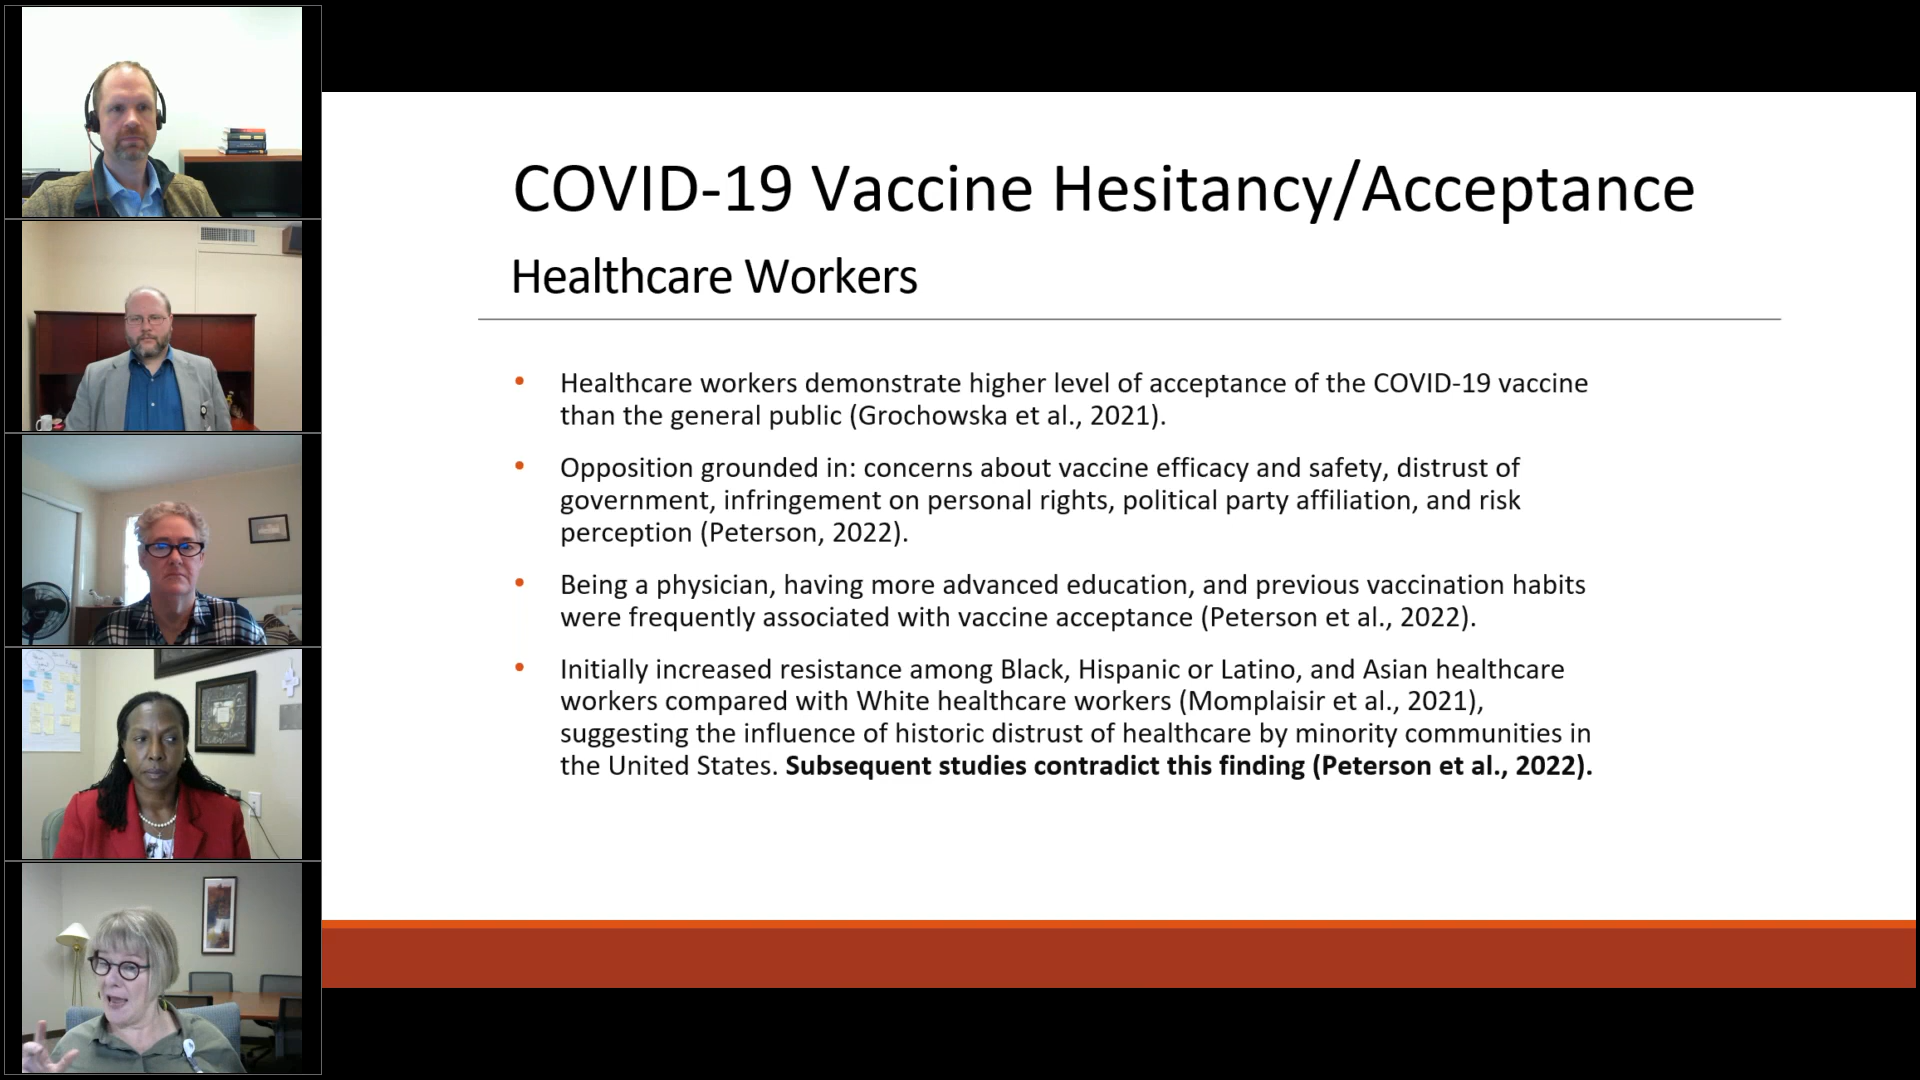 COVID-19 Vaccine Hesitancy/Acceptance
Healthcare Workers
• Healthcare workers demonstrate higher level of acceptance of the COVID-19 vaccine
than the general public (Grochowska et al., 2021).
• Opposition grounded in: concerns about vaccine efficacy and safety, distrust of
government, infringement on personal rights, political party affiliation, and risk
perception (Peterson, 2022).
• Being a physician, having more advanced education, and previous vaccination habits
were frequently associated with vaccine acceptance (Peterson et al., 2022).
• Initially increased resistance among Black, Hispanic or Latino, and Asian healthcare
workers compared with White healthcare workers (Momplaisir et al., 2021),
suggesting the influence of historic distrust of healthcare by minority communities in
the United States. Subsequent studies contradict this finding (Peterson et al., 2022).